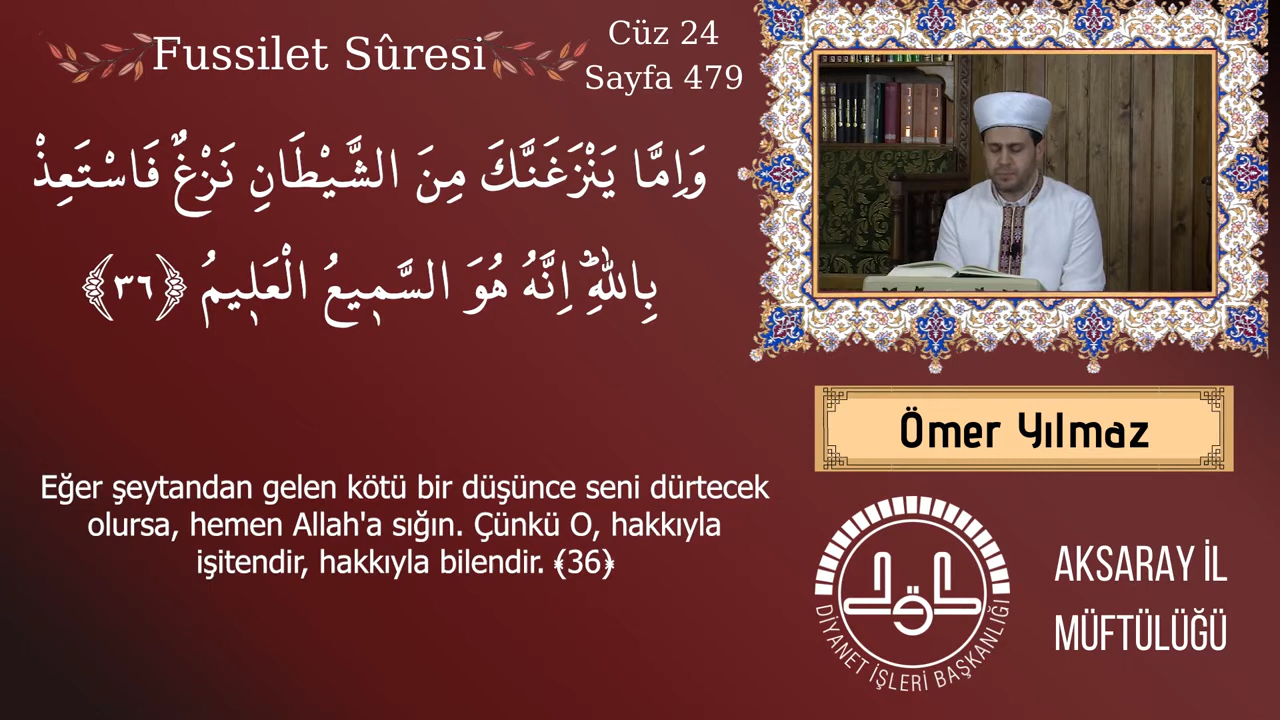 Fussilet Sûresi
Cüz 24
Sayfa 479
وَاِمَّا يَنْزَغَنَّكَ مِنَ الشَّيْطَانِ نَزْغٌ فَاسْتَعِذْ
بِاللّٰهِۜ اِنَّهُ هُوَ السَّم۪يعُ الْعَل۪يمُ ﴿٣٦﴾
Eğer şeytandan gelen kötü bir düşünce seni dürtecek
olursa, hemen Allah'a sığın. Çünkü O, hakkıyla
işitendir, hakkıyla bilendir. ﴾36﴿
Ömer Yılmaz
DİYANET İŞLERİ BAŞKANLIĞI
AKSARAY İL
MÜFTÜLÜĞÜ